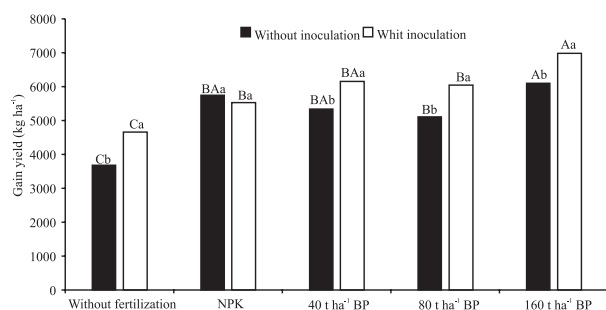 8000
7000
6000
5000
4000
3000
2000
1000
0
Gain yield (kg ha⁻¹)
Without inoculation Whit inoculation
Cb Ca BAa Ba BAb BAa Bb Ba Ab Aa
Without fertilization NPK 40 t ha⁻¹ BP 80 t ha⁻¹ BP 160 t ha⁻¹ BP